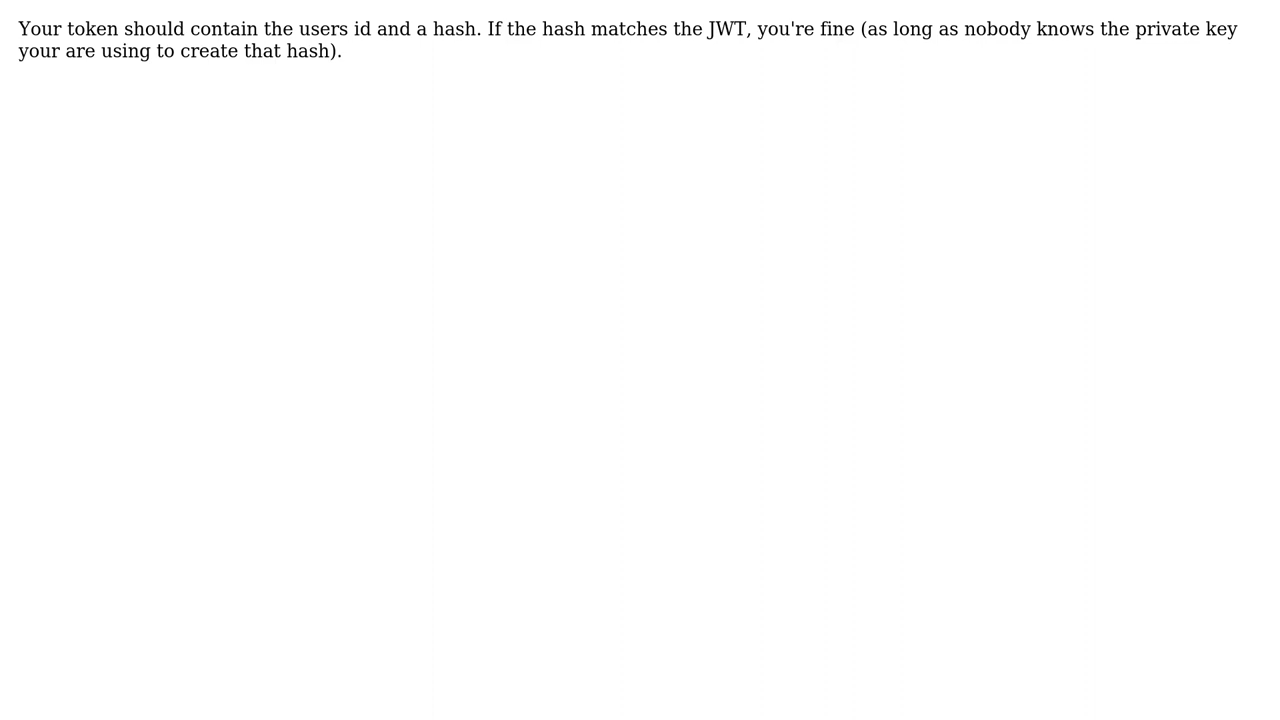 Your token should contain the users id and a hash. If the hash matches the JWT, you're fine (as long as nobody knows the private key
your are using to create that hash).